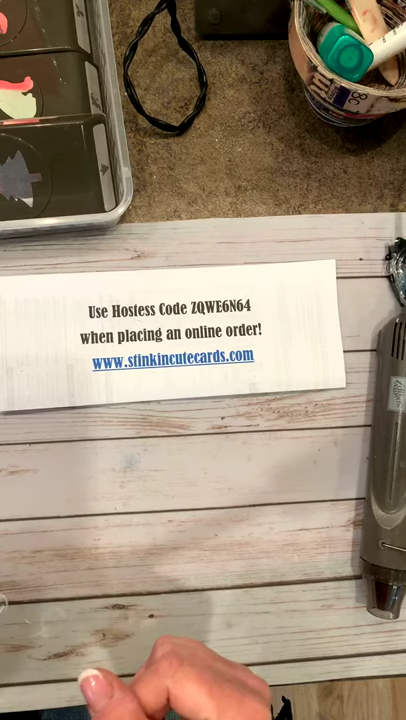 Use Hostess Code ZQWE6N64
when placing an online order!
www.stinkincutecards.com